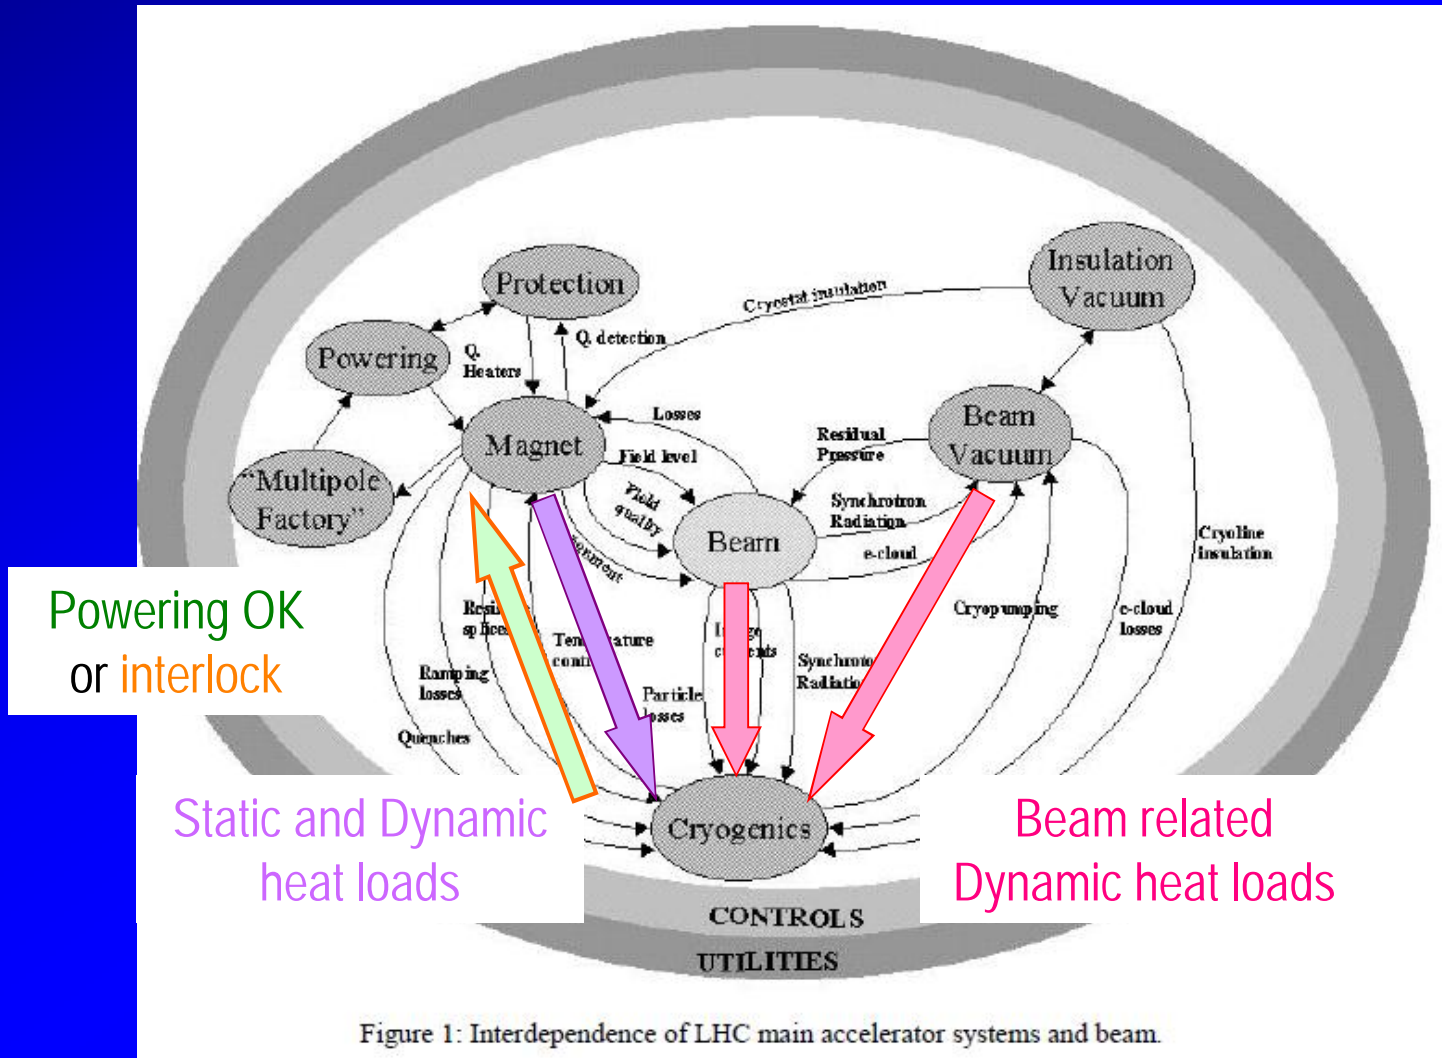 Insulation
Vacuum
Protection
Cryostat insulation
Q. detection
Powering
Q.
Heaters
Beam
Vacuum
Losses
Residual
Pressure
Magnet
Field level
"Multipole
Factory"
Field
quality
Synchrotron
Radiation
Beam
e-cloud
Cryoline
insulation
Powering OK
or interlock
splices
Cryopumping
e-cloud
losses
Ramping
losses
Particle
Radiation
Quenches
Static and Dynamic
heat loads
Cryogenics
Beam related
Dynamic heat loads
CONTROLS
UTILITIES
Figure 1: Interdependence of LHC main accelerator systems and beam.